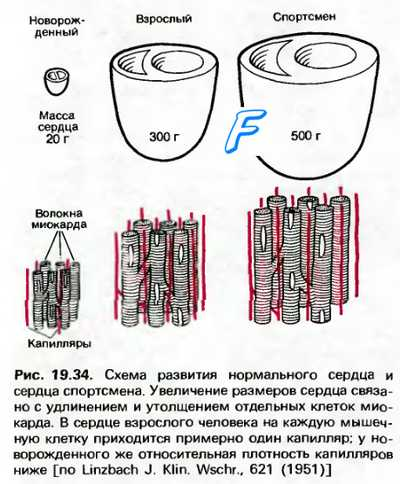 Новорож-
денный
Взрослый
Спортсмен
Масса
сердца
20 г
300 г
F
500 г
Волокна
миокарда
Капилляры
Рис. 19.34. Схема развития нормального сердца и
сердца спортсмена. Увеличение размеров сердца связа-
но с удлинением и утолщением отдельных клеток мио-
карда. В сердце взрослого человека на каждую мышеч-
ную клетку приходится примерно один капилляр; у но-
ворожденного же относительная плотность капилляров
ниже [по Linzbach J. Klin. Wschr., 621 (1951)]